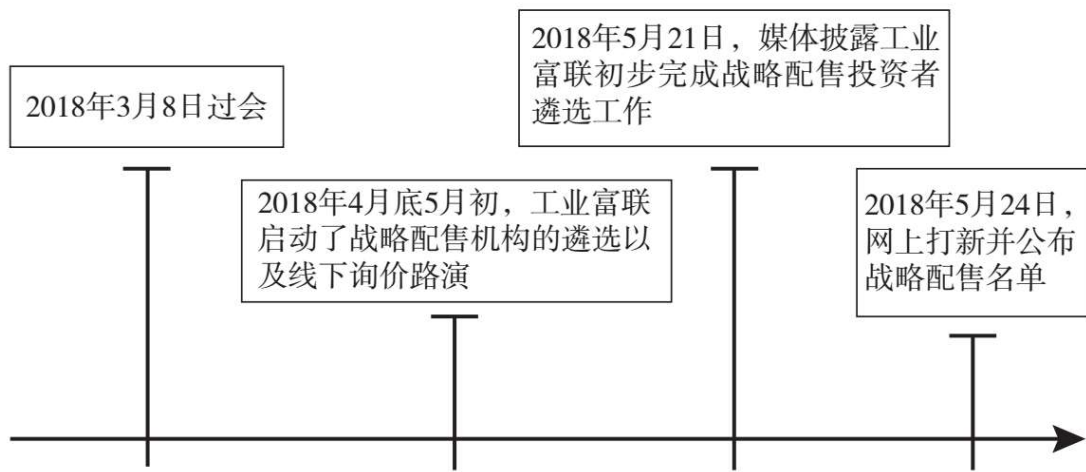 2018年3月8日过会
2018年4月底5月初，工业富联
启动了战略配售机构的遴选以
及线下询价路演
2018年5月21日，媒体披露工业
富联初步完成战略配售投资者
遴选工作
2018年5月24日，
网上打新并公布
战略配售名单